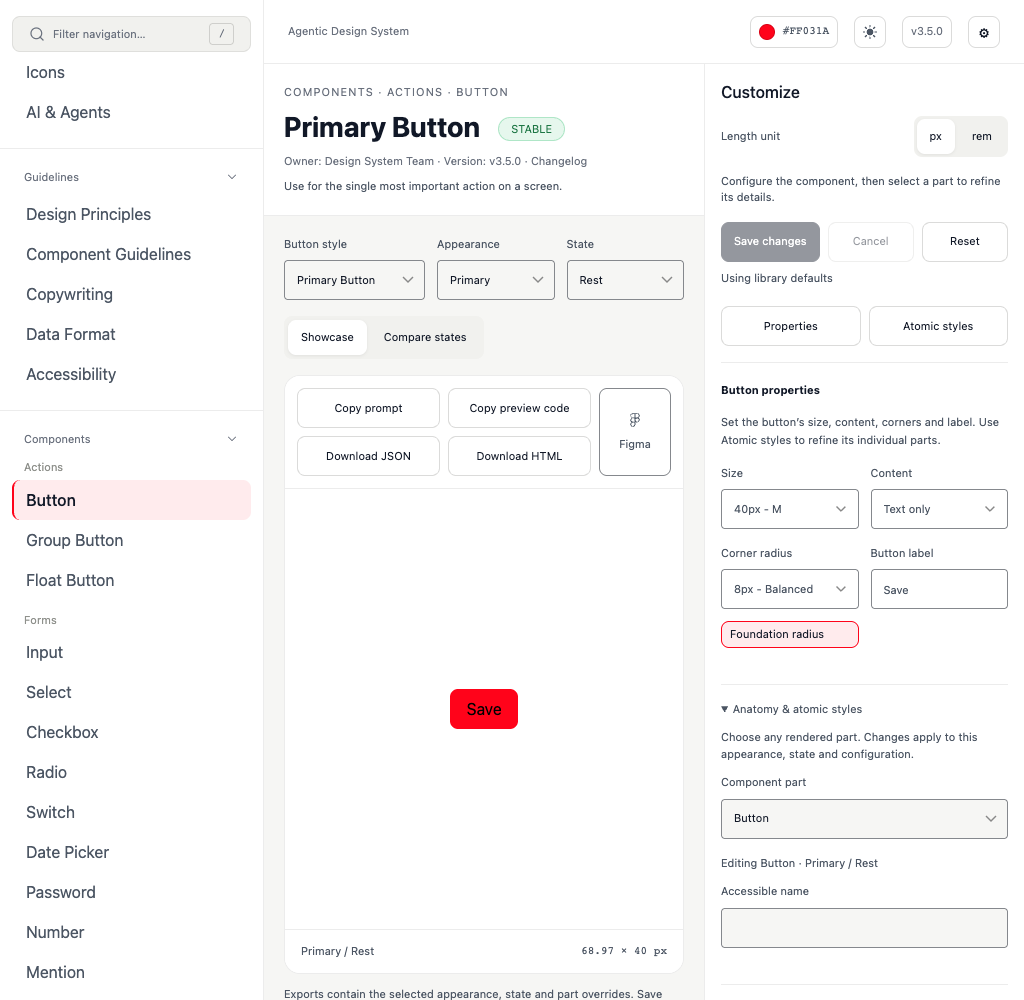 Filter navigation...
/
Icons
AI & Agents
Guidelines
Design Principles
Component Guidelines
Copywriting
Data Format
Accessibility
Components
Actions
Button
Group Button
Float Button
Forms
Input
Select
Checkbox
Radio
Switch
Date Picker
Password
Number
Mention
Agentic Design System
#FF031A
v3.5.0
COMPONENTS · ACTIONS · BUTTON
Primary Button
STABLE
Owner: Design System Team · Version: v3.5.0 · Changelog
Use for the single most important action on a screen.
Button style
Appearance
State
Primary Button
Primary
Rest
Showcase
Compare states
Copy prompt
Copy preview code
Download JSON
Download HTML
Figma
Save
Primary / Rest
68.97 × 40 px
Exports contain the selected appearance, state and part overrides. Save
Customize
Length unit
px
rem
Configure the component, then select a part to refine
its details.
Save changes
Cancel
Reset
Using library defaults
Properties
Atomic styles
Button properties
Set the button's size, content, corners and label. Use
Atomic styles to refine its individual parts.
Size
Content
40px - M
Text only
Corner radius
Button label
8px - Balanced
Save
Foundation radius
Anatomy & atomic styles
Choose any rendered part. Changes apply to this
appearance, state and configuration.
Component part
Button
Editing Button · Primary / Rest
Accessible name